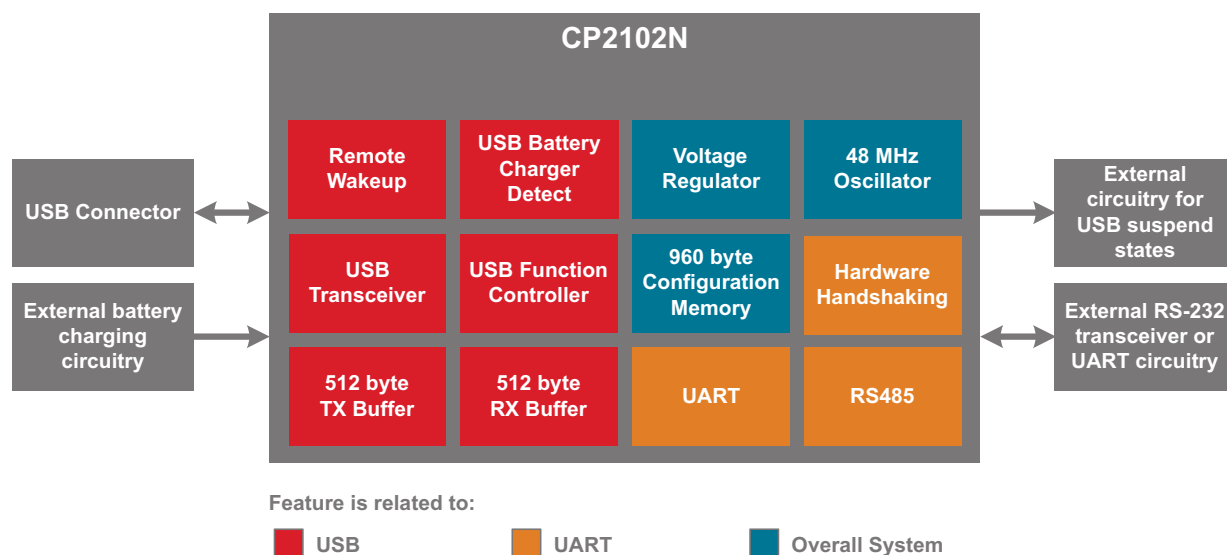 CP2102N
Remote
Wakeup
USB Battery
Charger
Detect
Voltage
Regulator
48 MHz
Oscillator
USB Connector
External
circuitry for
USB suspend
states
USB
Transceiver
USB Function
Controller
960 byte
Configuration
Memory
Hardware
Handshaking
External battery
charging
circuitry
External RS-232
transceiver or
UART circuitry
512 byte
TX Buffer
512 byte
RX Buffer
UART
RS485
Feature is related to:
USB
UART
Overall System